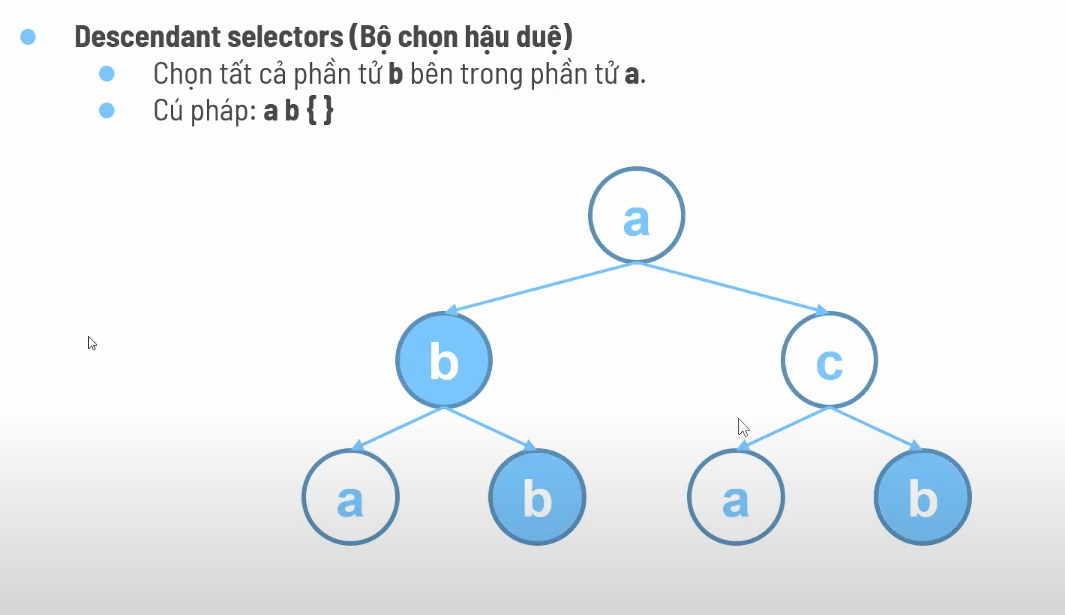 Descendant selectors (Bộ chọn hậu duệ)
Chọn tất cả phần tử b bên trong phần tử a.
Cú pháp: a b { }
a
b
c
a
b
a
b